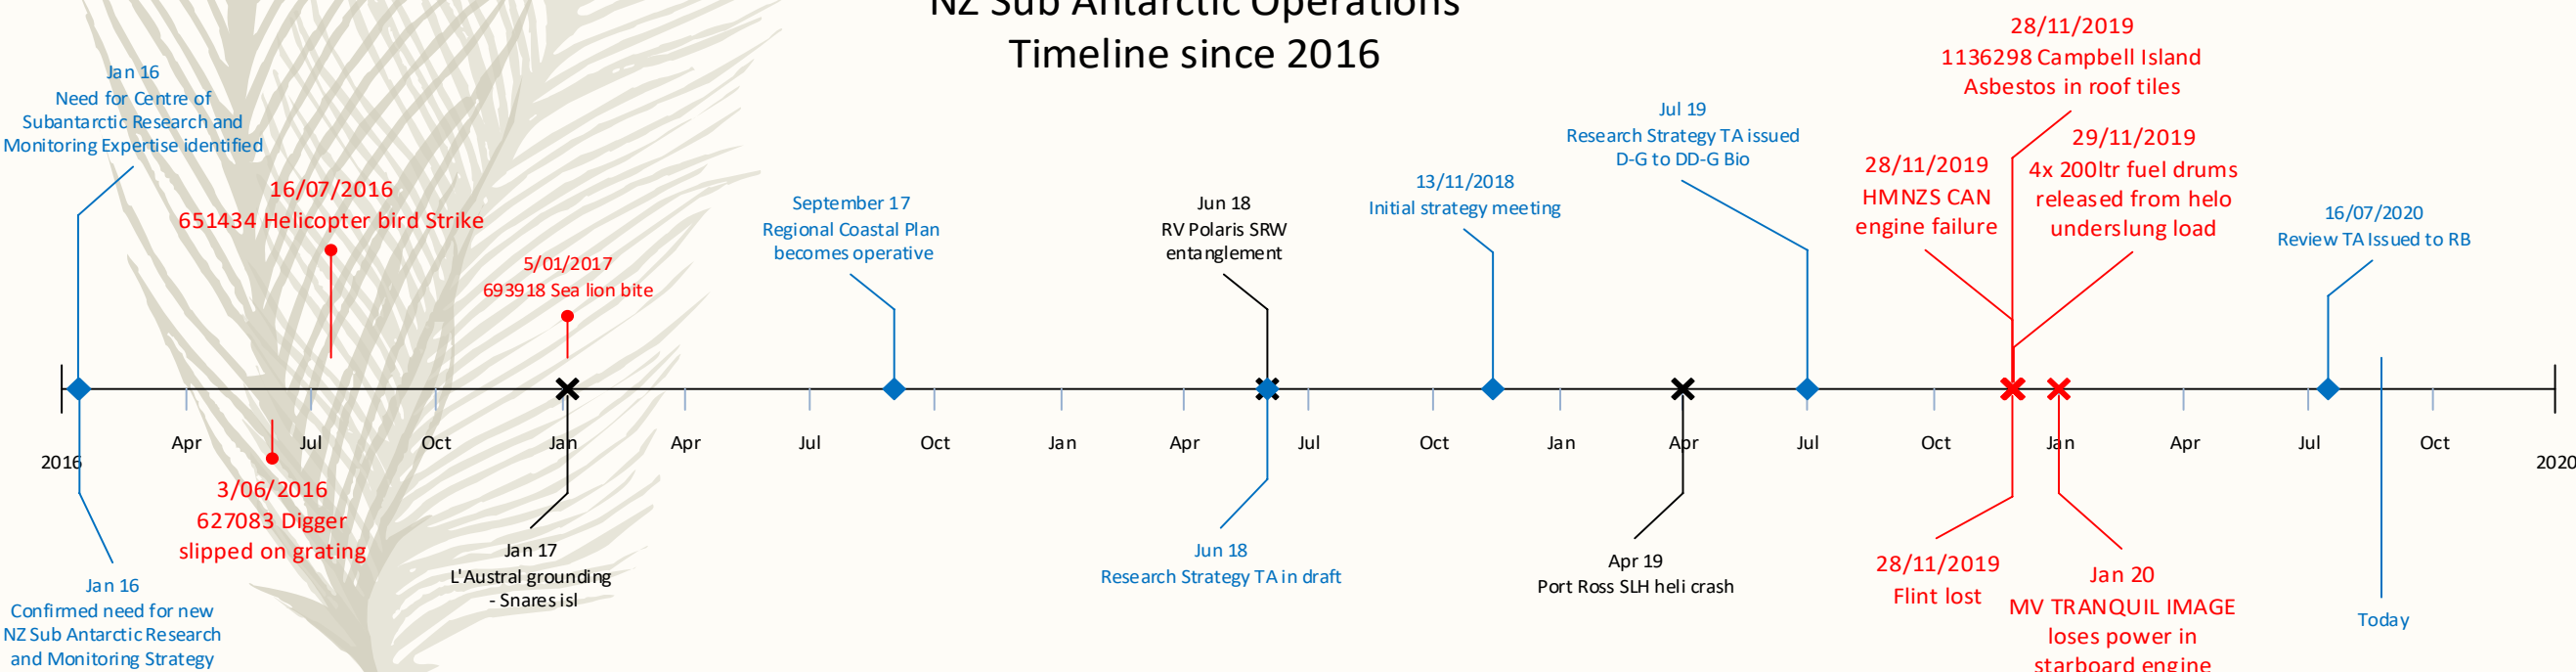 NZ Sub Antarctic Operations
Timeline since 2016
Jan 16
Need for Centre of
Subantarctic Research and
Monitoring Expertise identified
16/07/2016
651434 Helicopter bird Strike
5/01/2017
693918 Sea lion bite
September 17
Regional Coastal Plan
becomes operative
Jun 18
RV Polaris SRW
entanglement
13/11/2018
Initial strategy meeting
Jul 19
Research Strategy TA issued
D-G to DD-G Bio
28/11/2019
1136298 Campbell Island
Asbestos in roof tiles
28/11/2019
HMNZS CAN
engine failure
29/11/2019
4x 200ltr fuel drums
released from helo
underslung load
16/07/2020
Review TA Issued to RB
2016
Apr
Jul
Oct
Jan
Apr
Jul
Oct
Jan
Apr
Jul
Oct
Jan
Apr
Jul
Oct
Jan
Apr
Jul
Oct
2020
Jan 16
Confirmed need for new
NZ Sub Antarctic Research
and Monitoring Strategy
3/06/2016
627083 Digger
slipped on grating
Jan 17
L'Austral grounding
- Snares isl
Jun 18
Research Strategy TA in draft
Apr 19
Port Ross SLH heli crash
28/11/2019
Flint lost
Jan 20
MV TRANQUIL IMAGE
loses power in
starboard engine
Today